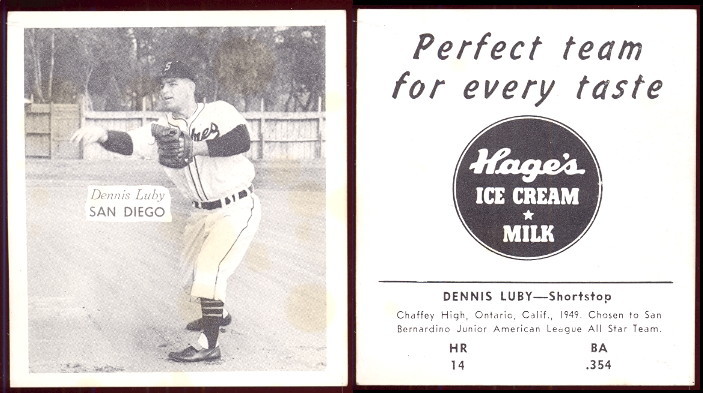 S
Dennis Luby
SAN DIEGO
Perfect team
for every taste
Hage's
ICE CREAM
MILK
DENNIS LUBY—Shortstop
Chaffey High, Ontario, Calif., 1949. Chosen to San
Bernardino Junior American League All Star Team.
HR BA
14 .354